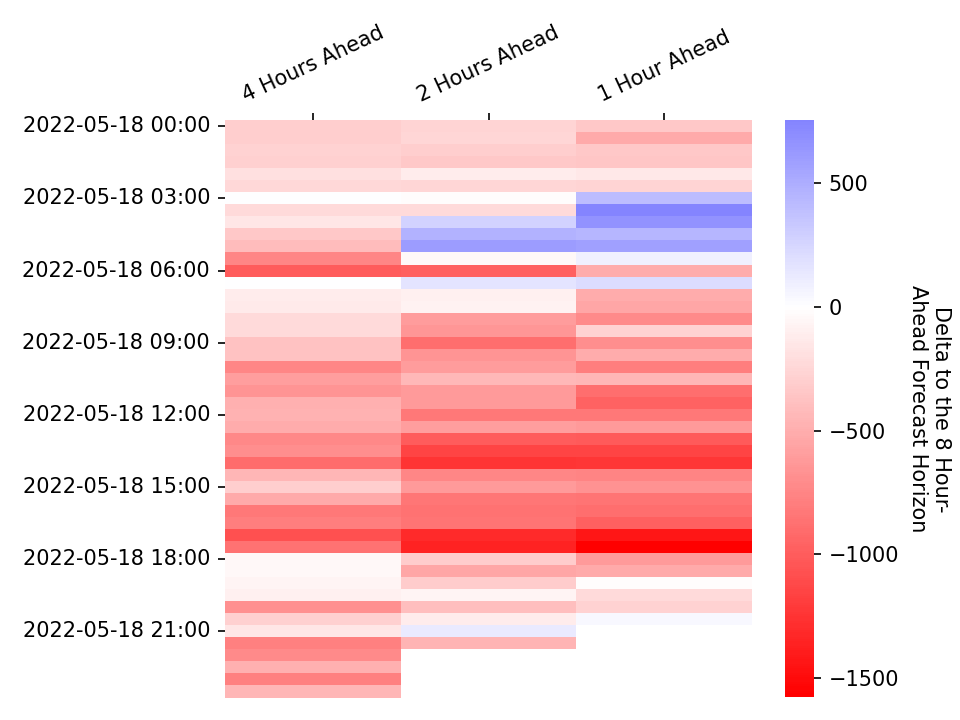 4 Hours Ahead
2 Hours Ahead
1 Hour Ahead
2022-05-18 00:00
2022-05-18 03:00
2022-05-18 06:00
2022-05-18 09:00
2022-05-18 12:00
2022-05-18 15:00
2022-05-18 18:00
2022-05-18 21:00
500
0
−500
−1000
−1500
Delta to the 8 Hour-
Ahead Forecast Horizon